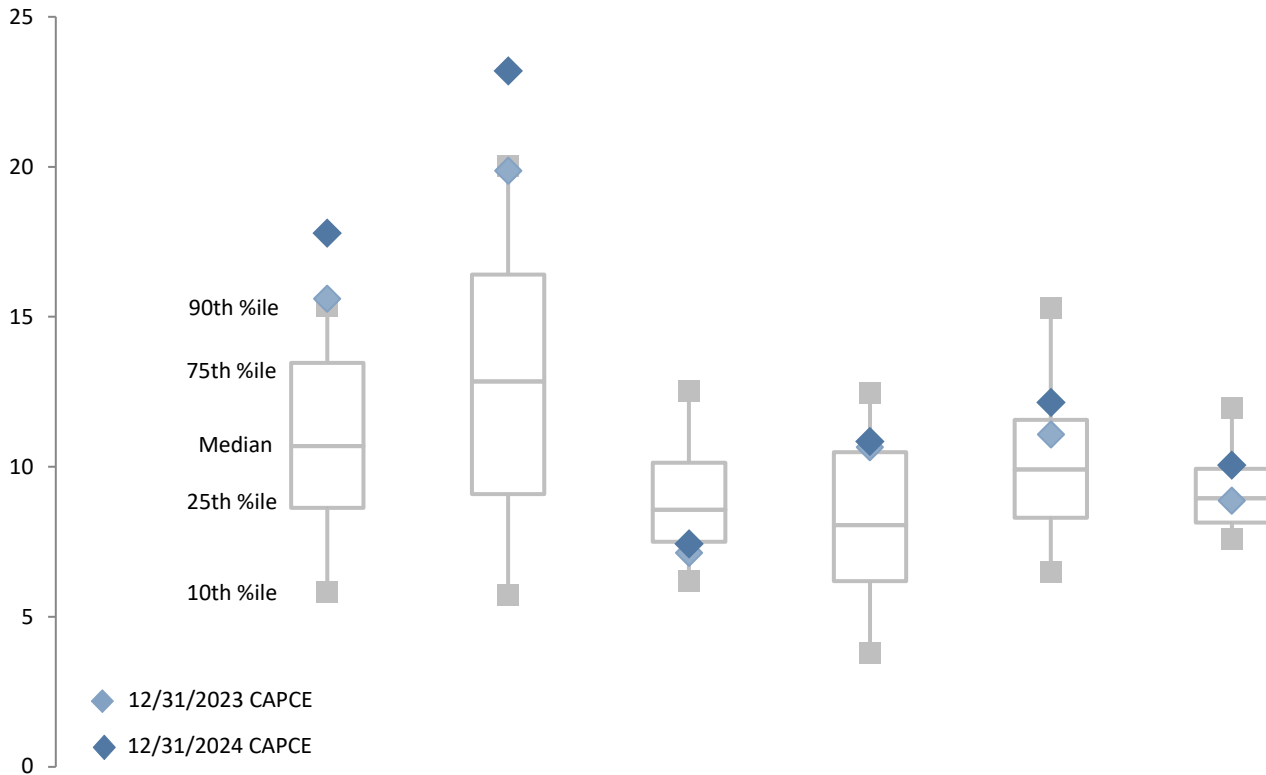 25
20
15
10
5
0
90th %ile
75th %ile
Median
25th %ile
10th %ile
12/31/2023 CAPCE
12/31/2024 CAPCE